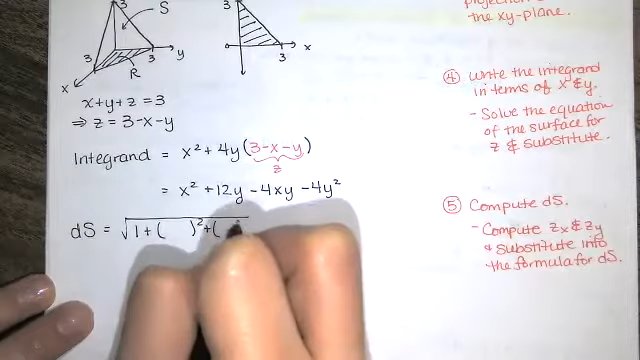 3
S
3
3
R
y
x
3
3
x
x+y+z=3
⇒ z=3-x-y
Integrand = x² + 4y(3-x-y)
z
= x² +12y -4xy -4y²
dS = √1+( )²+(
the xy-plane.
④ Write the integrand
in terms of x & y.
- Solve the equation
of the surface for
z & substitute.
⑤ Compute dS.
- Compute zx & zy
& substitute into
the formula for dS.